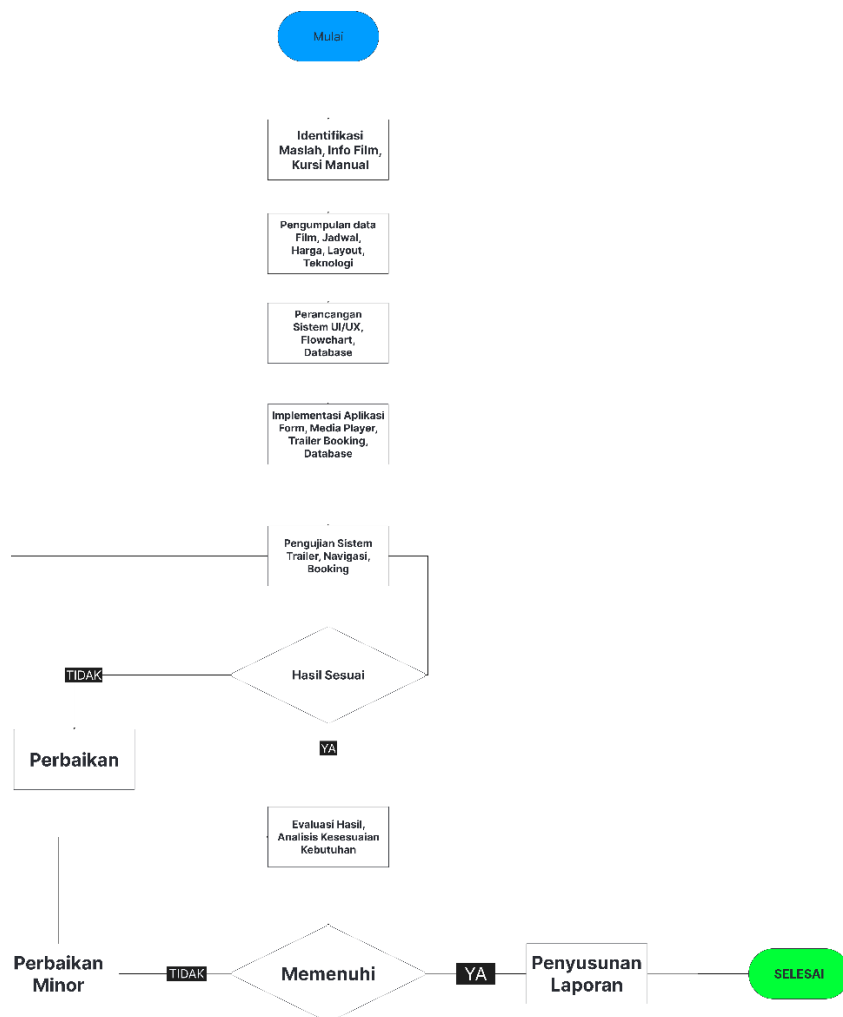 Mulai
Identifikasi
Maslah, Info Film,
Kursi Manual
Pengumpulan data
Film, Jadwal,
Harga, Layout,
Teknologi
Perancangan
Sistem UI/UX,
Flowchart,
Database
Implementasi Aplikasi
Form, Media Player,
Trailer Booking,
Database
Pengujian Sistem
Trailer, Navigasi,
Booking
Hasil Sesuai
TIDAK
YA
Perbaikan
Evaluasi Hasil,
Analisis Kesesuaian
Kebutuhan
Perbaikan
Minor
TIDAK
Memenuhi
YA
Penyusunan
Laporan
SELESAI